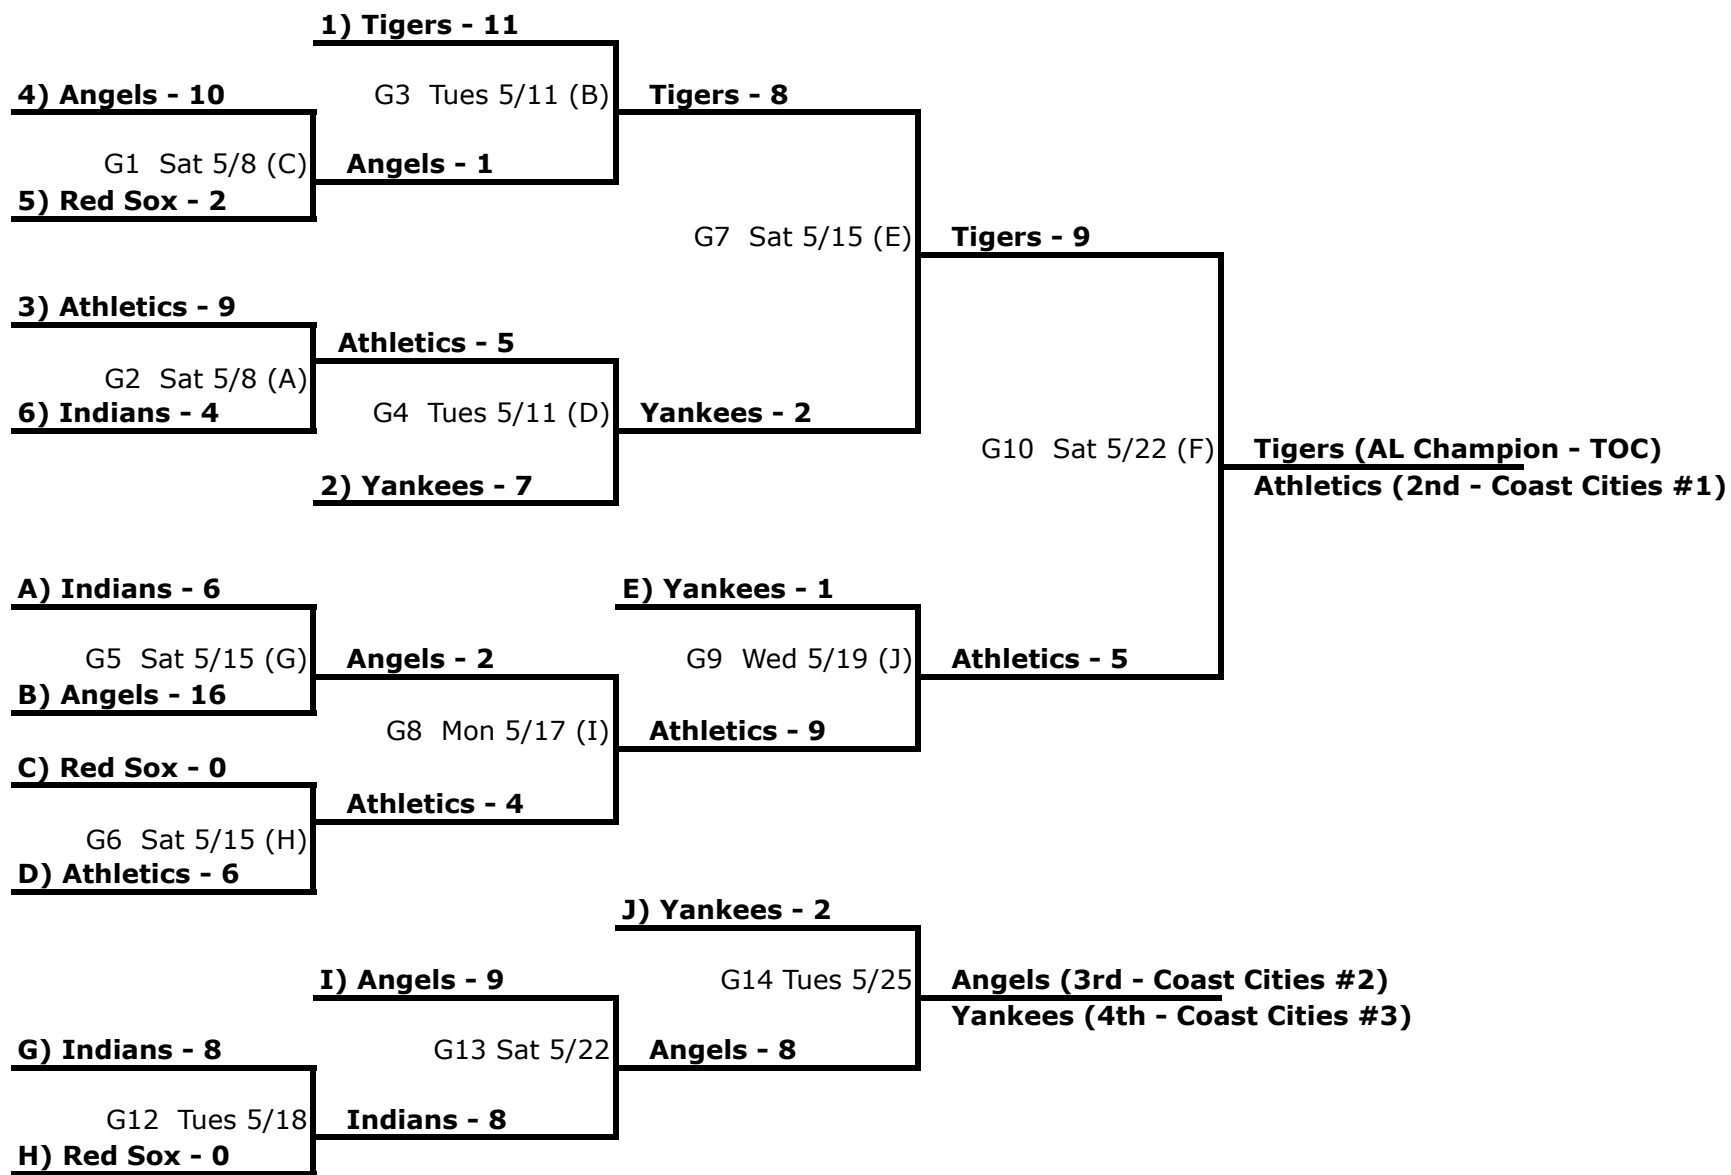 1) Tigers - 11
4) Angels - 10
G3 Tues 5/11 (B)
Tigers - 8
G1 Sat 5/8 (C)
Angels - 1
5) Red Sox - 2
G7 Sat 5/15 (E)
Tigers - 9
3) Athletics - 9
Athletics - 5
G2 Sat 5/8 (A)
6) Indians - 4
G4 Tues 5/11 (D)
Yankees - 2
G10 Sat 5/22 (F)
Tigers (AL Champion - TOC)
2) Yankees - 7
Athletics (2nd - Coast Cities #1)
A) Indians - 6
E) Yankees - 1
G5 Sat 5/15 (G)
Angels - 2
G9 Wed 5/19 (J)
Athletics - 5
B) Angels - 16
G8 Mon 5/17 (I)
Athletics - 9
C) Red Sox - 0
Athletics - 4
G6 Sat 5/15 (H)
D) Athletics - 6
J) Yankees - 2
I) Angels - 9
G14 Tues 5/25
Angels (3rd - Coast Cities #2)
Yankees (4th - Coast Cities #3)
G) Indians - 8
G13 Sat 5/22
Angels - 8
G12 Tues 5/18
Indians - 8
H) Red Sox - 0